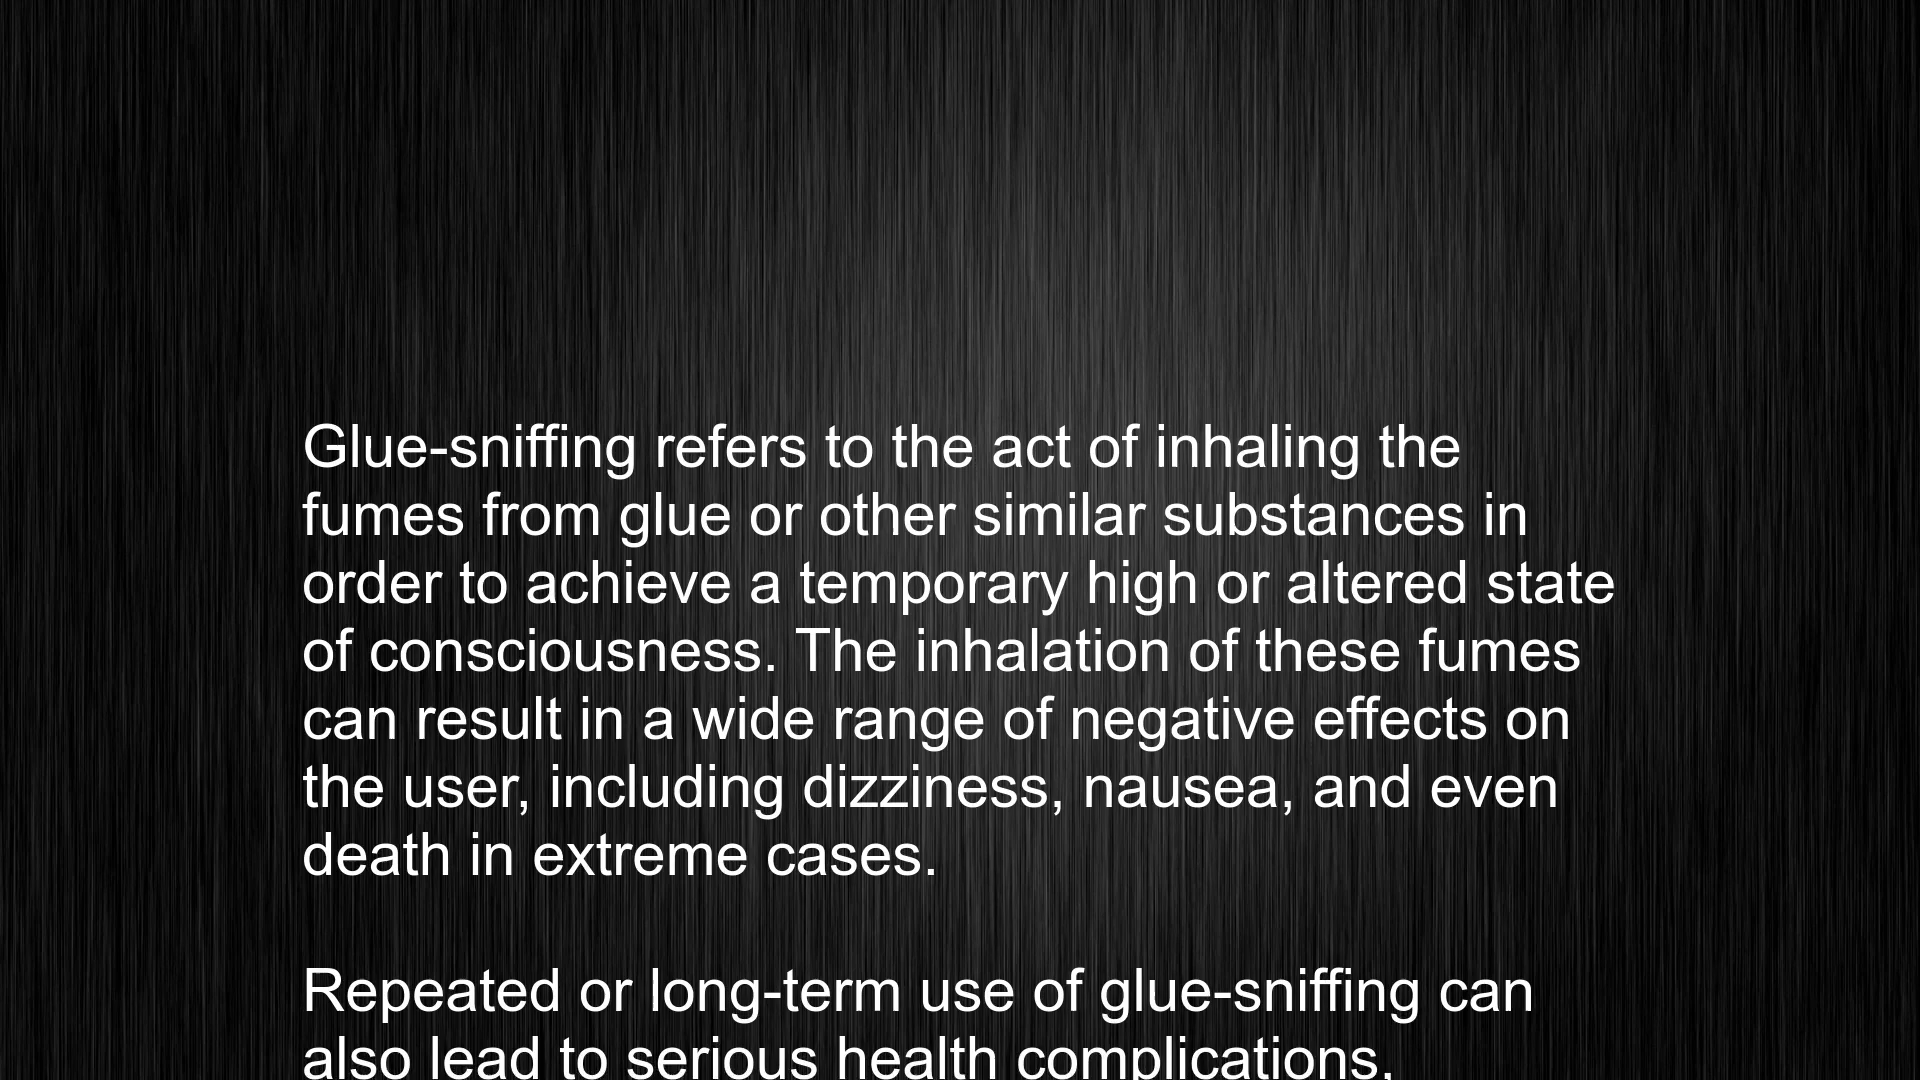 Glue-sniffing refers to the act of inhaling the
fumes from glue or other similar substances in
order to achieve a temporary high or altered state
of consciousness. The inhalation of these fumes
can result in a wide range of negative effects on
the user, including dizziness, nausea, and even
death in extreme cases.
Repeated or long-term use of glue-sniffing can
also lead to serious health complications,